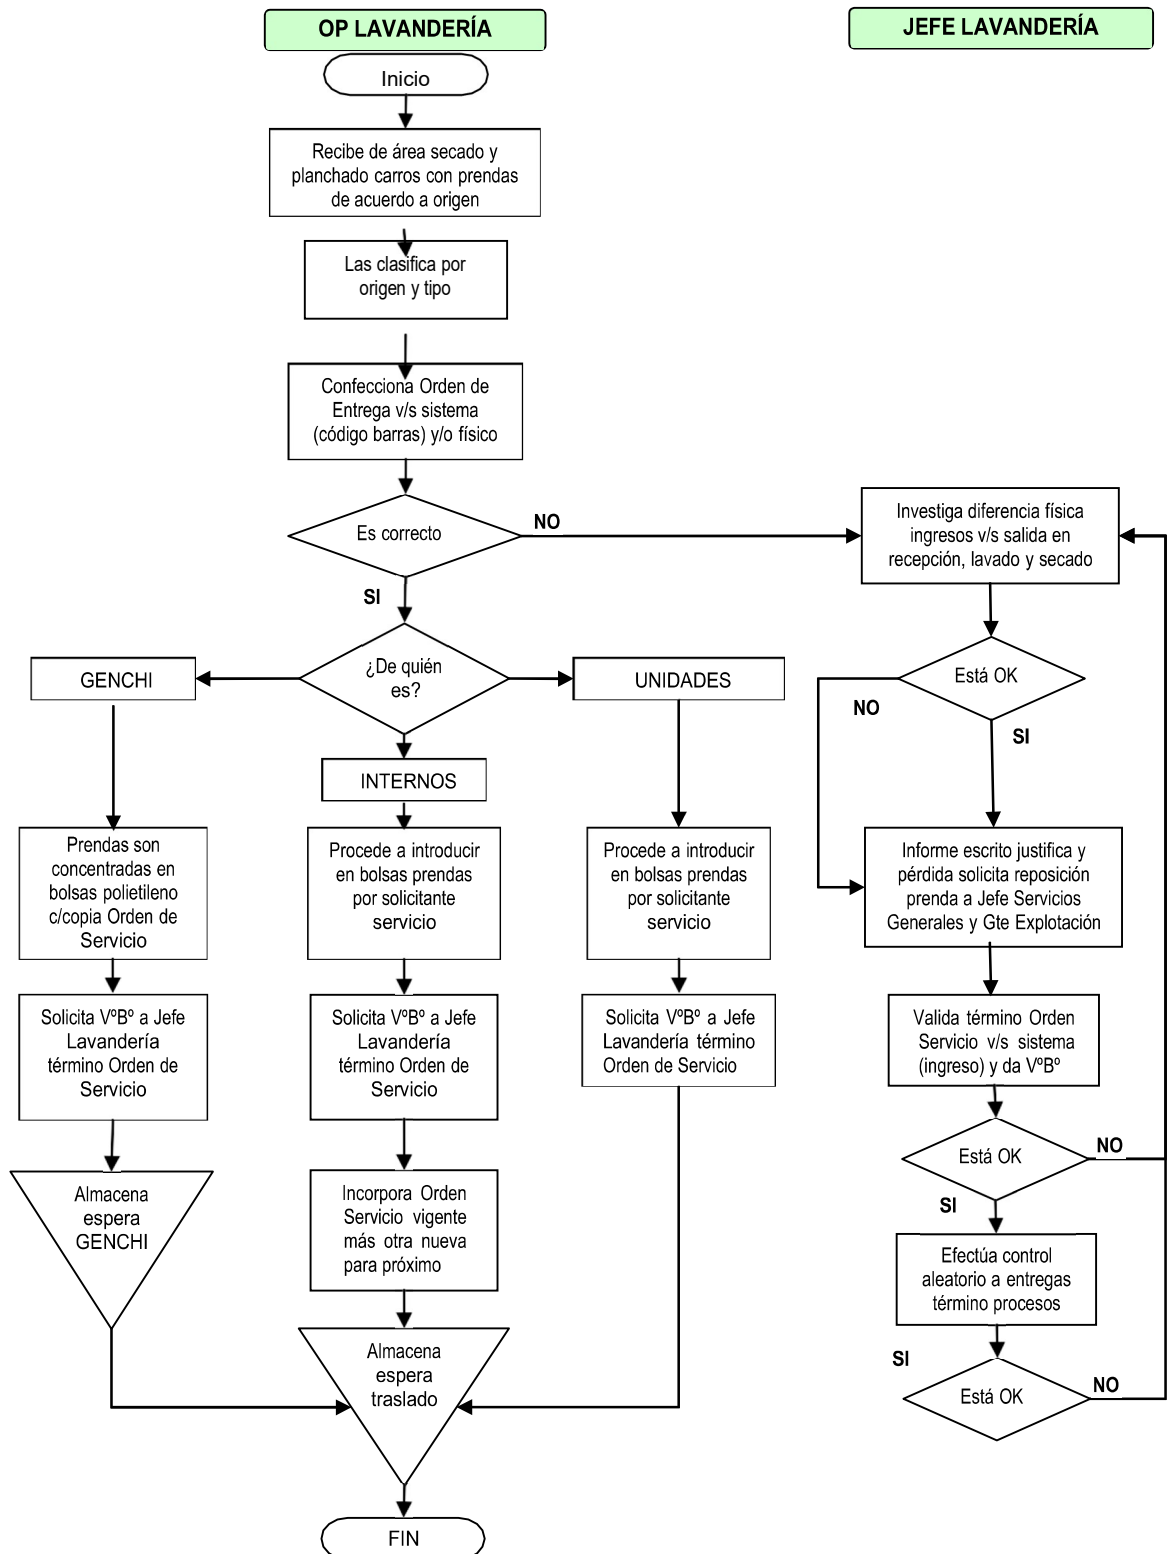 OP LAVANDERÍA
JEFE LAVANDERÍA
Inicio
Recibe de área secado y
planchado carros con prendas
de acuerdo a origen
Las clasifica por
origen y tipo
Confecciona Orden de
Entrega v/s sistema
(código barras) y/o físico
Es correcto
NO
SI
Investiga diferencia física
ingresos v/s salida en
recepción, lavado y secado
¿De quién
es?
GENCHI
UNIDADES
INTERNOS
Está OK
NO
SI
Prendas son
concentradas en
bolsas polietileno
c/copia Orden de
Servicio
Procede a introducir
en bolsas prendas
por solicitante
servicio
Procede a introducir
en bolsas prendas
por solicitante
servicio
Informe escrito justifica y
pérdida solicita reposición
prenda a Jefe Servicios
Generales y Gte Explotación
Solicita VºBº a Jefe
Lavandería
término Orden de
Servicio
Solicita VºBº a Jefe
Lavandería
término Orden de
Servicio
Solicita VºBº a Jefe
Lavandería término
Orden de Servicio
Valida término Orden
Servicio v/s sistema
(ingreso) y da VºBº
Está OK
NO
SI
Almacena
espera
GENCHI
Incorpora Orden
Servicio vigente
más otra nueva
para próximo
Efectúa control
aleatorio a entregas
término procesos
Almacena
espera
traslado
SI
Está OK
NO
FIN